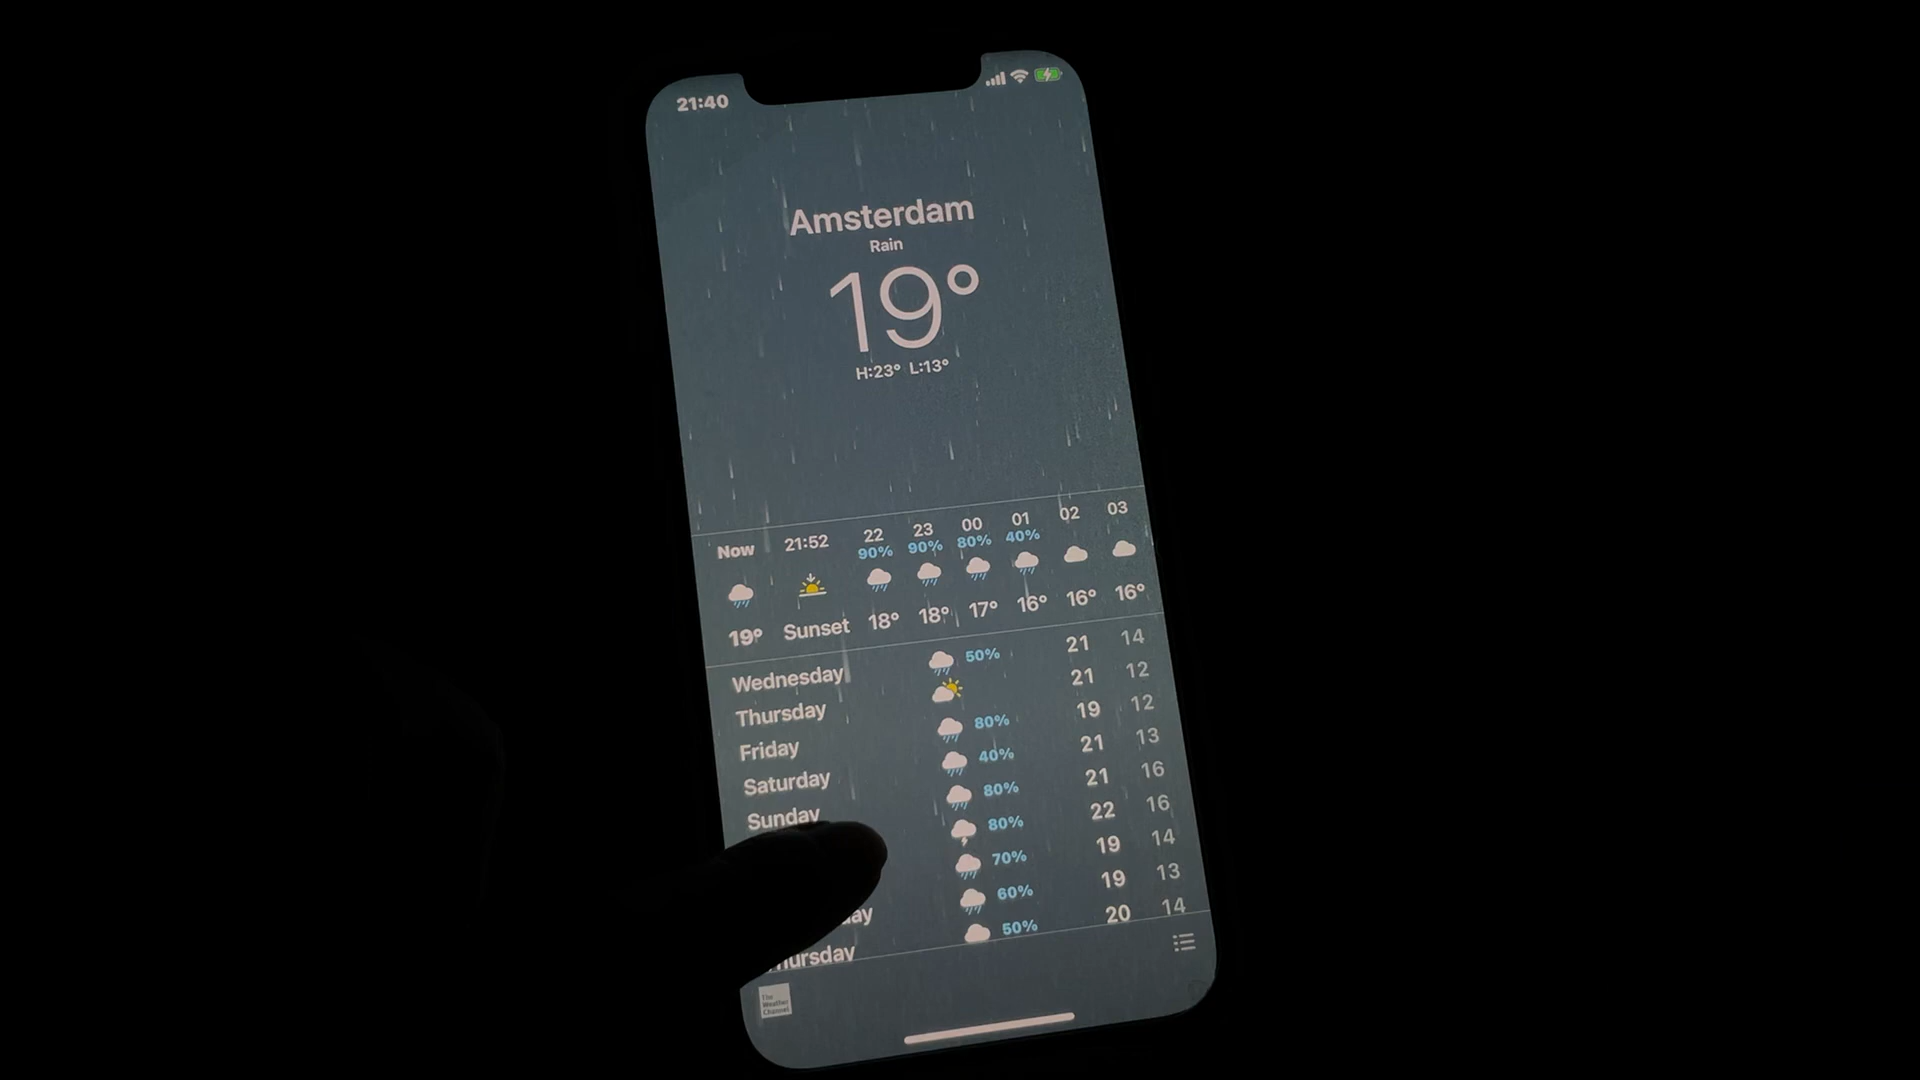 21:40
Amsterdam
Rain
19°
H:23° L:13°
Now 21:52 22 23 00 01 02 03
90% 90% 80% 40%
19° Sunset 18° 18° 17° 16° 16° 16°
Wednesday 50% 21 14
Thursday 21 12
Friday 80% 19 12
Saturday 40% 21 13
Sunday 80% 21 16
80% 22 16
70% 19 14
60% 19 13
50% 20 14
The
Weather
Channel